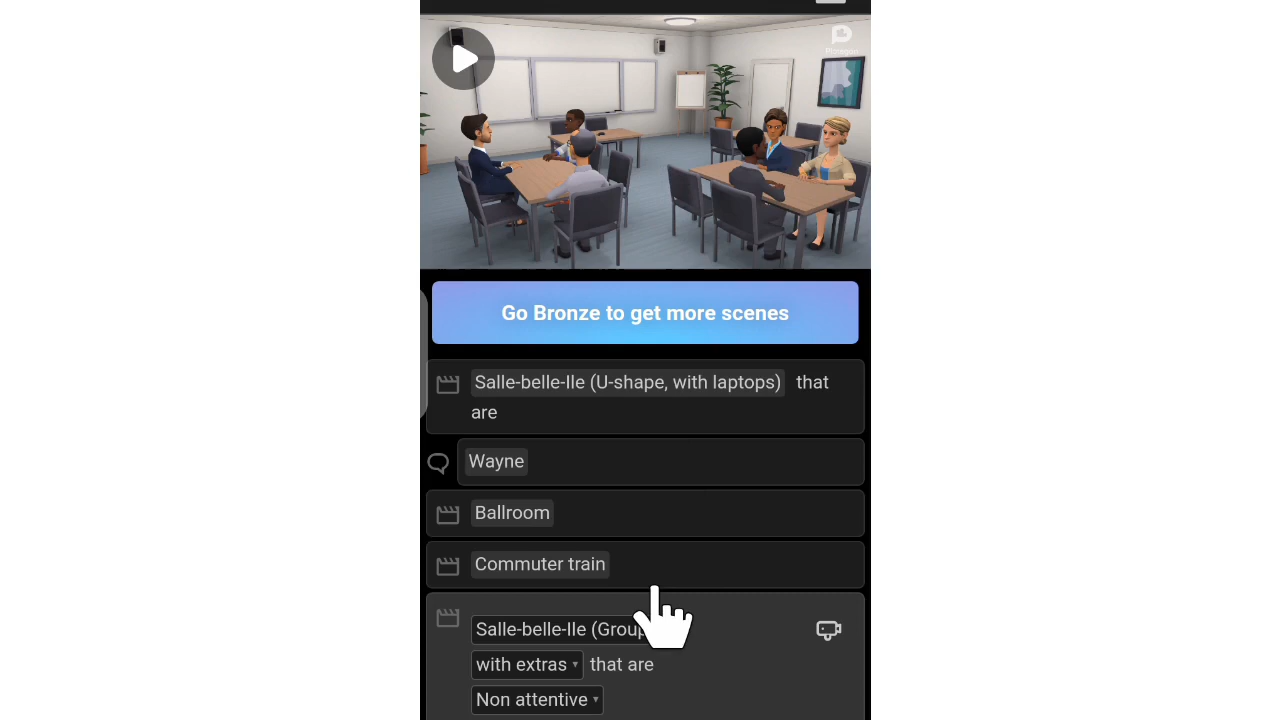 Plotagon
Go Bronze to get more scenes
Salle-belle-Ile (U-shape, with laptops) that
are
Wayne
Ballroom
Commuter train
Salle-belle-Ile (Group
with extras ▾ that are
Non attentive ▾